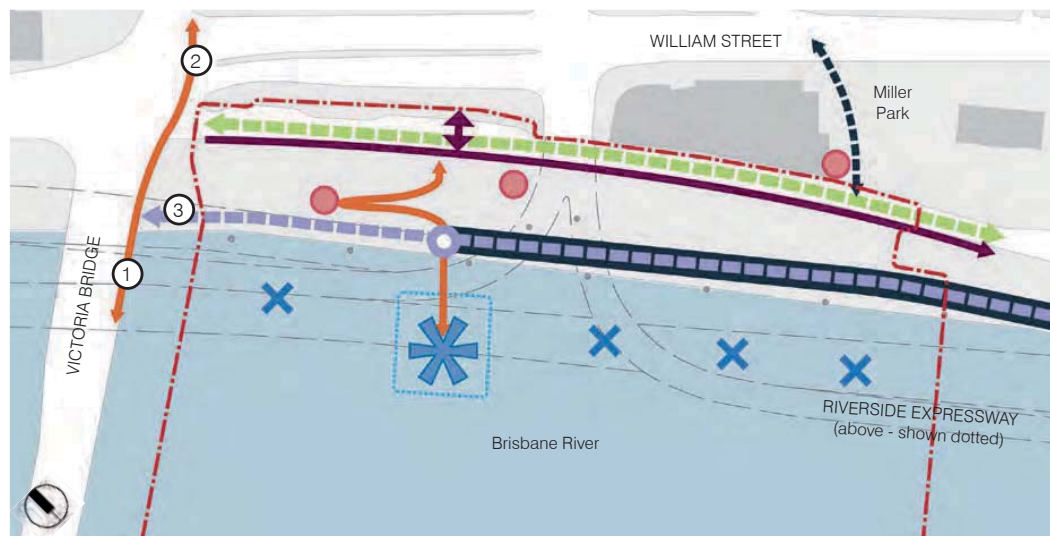 WILLIAM STREET
2
Miller
Park
3
1
VICTORIA BRIDGE
RIVERSIDE EXPRESSWAY
(above - shown dotted)
Brisbane River